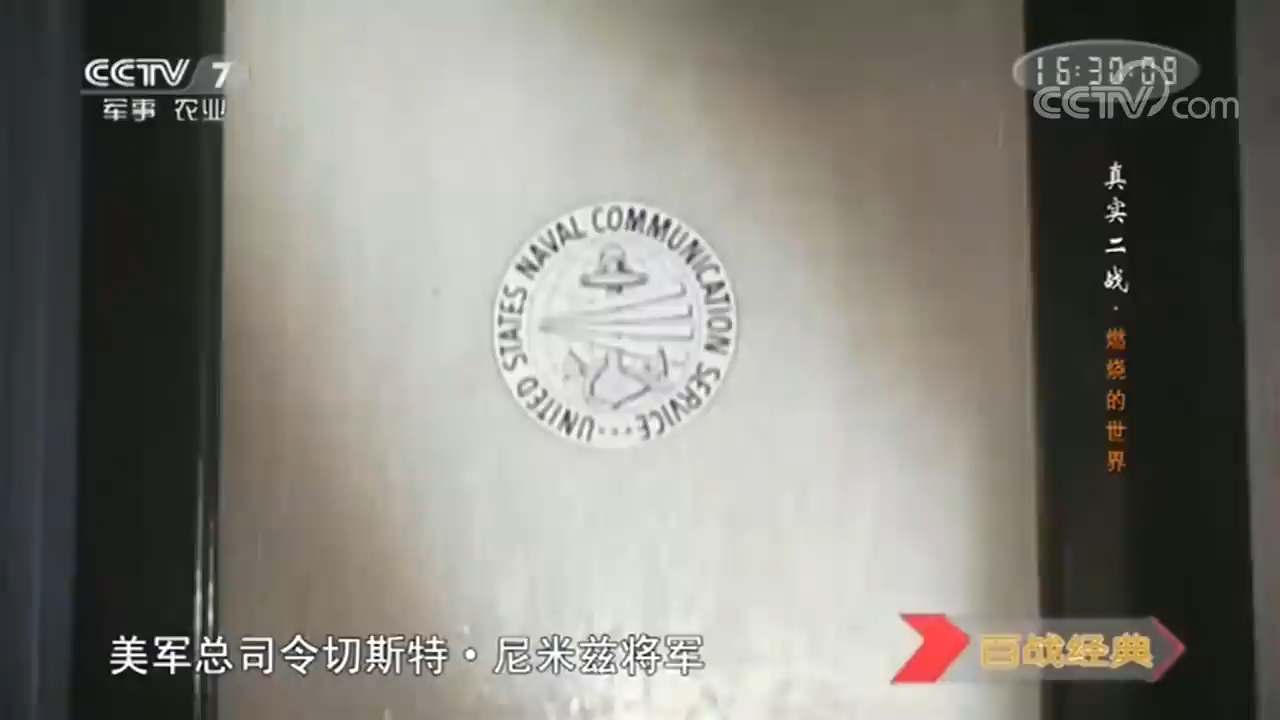 CCTV 7
军事 农业
16:30:09
CCTV.com
真实二战·燃烧的世界
UNITED STATES NAVAL COMMUNICATION SERVICE
美军总司令切斯特·尼米兹将军
百战经典